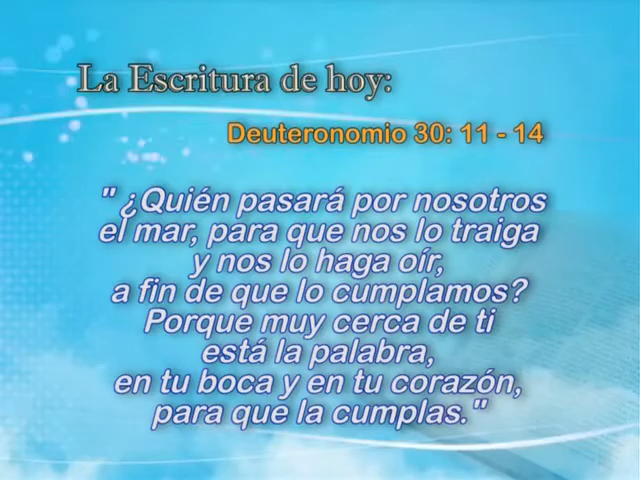 La Escritura de hoy:
Deuteronomio 30: 11 - 14
" ¿Quién pasará por nosotros
el mar, para que nos lo traiga
y nos lo haga oír,
a fin de que lo cumplamos?
Porque muy cerca de ti
está la palabra,
en tu boca y en tu corazón,
para que la cumplas."